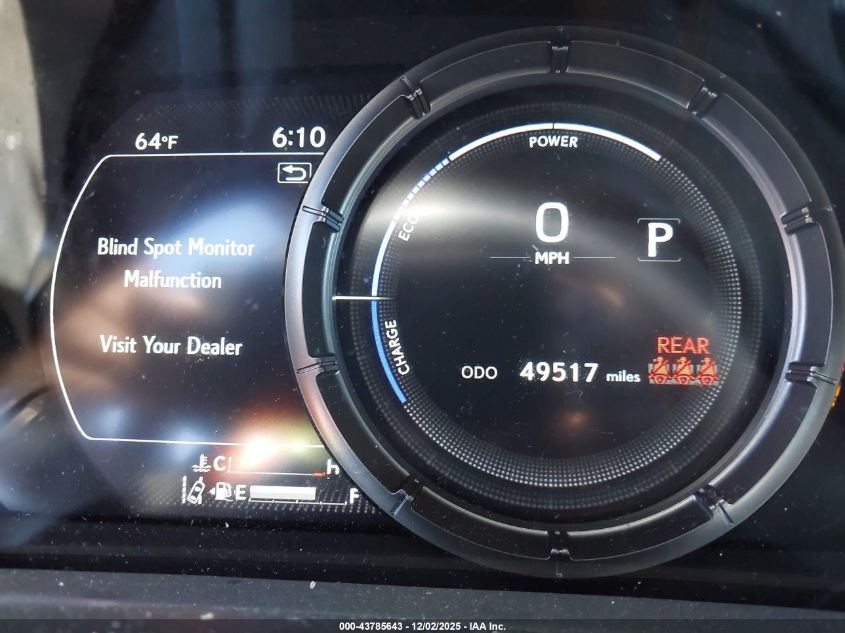 64°F 6:10
Blind Spot Monitor
Malfunction
Visit Your Dealer
C H
E F
POWER
ECO
CHARGE
0
MPH
P
ODO 49517 miles
REAR
000-43785643 - 12/02/2025 - IAA Inc.